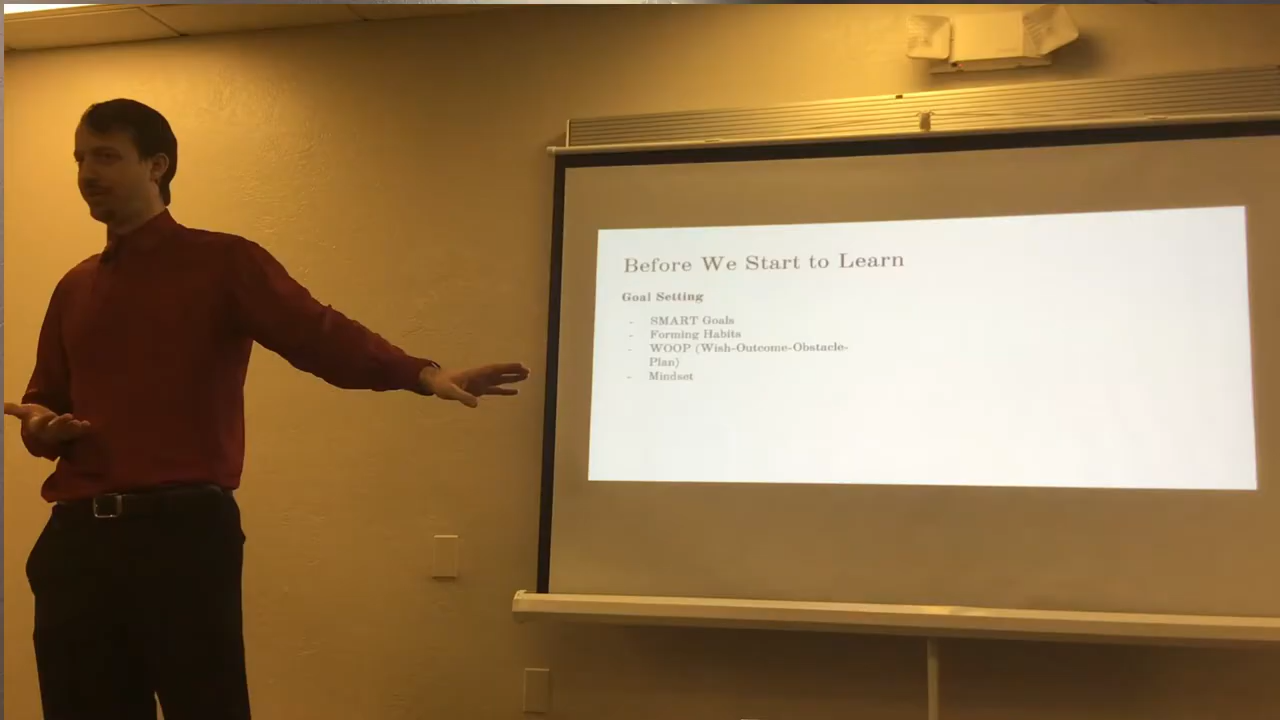 Before We Start to Learn
Goal Setting
- SMART Goals
- Forming Habits
- WOOP (Wish-Outcome-Obstacle-
Plan)
- Mindset